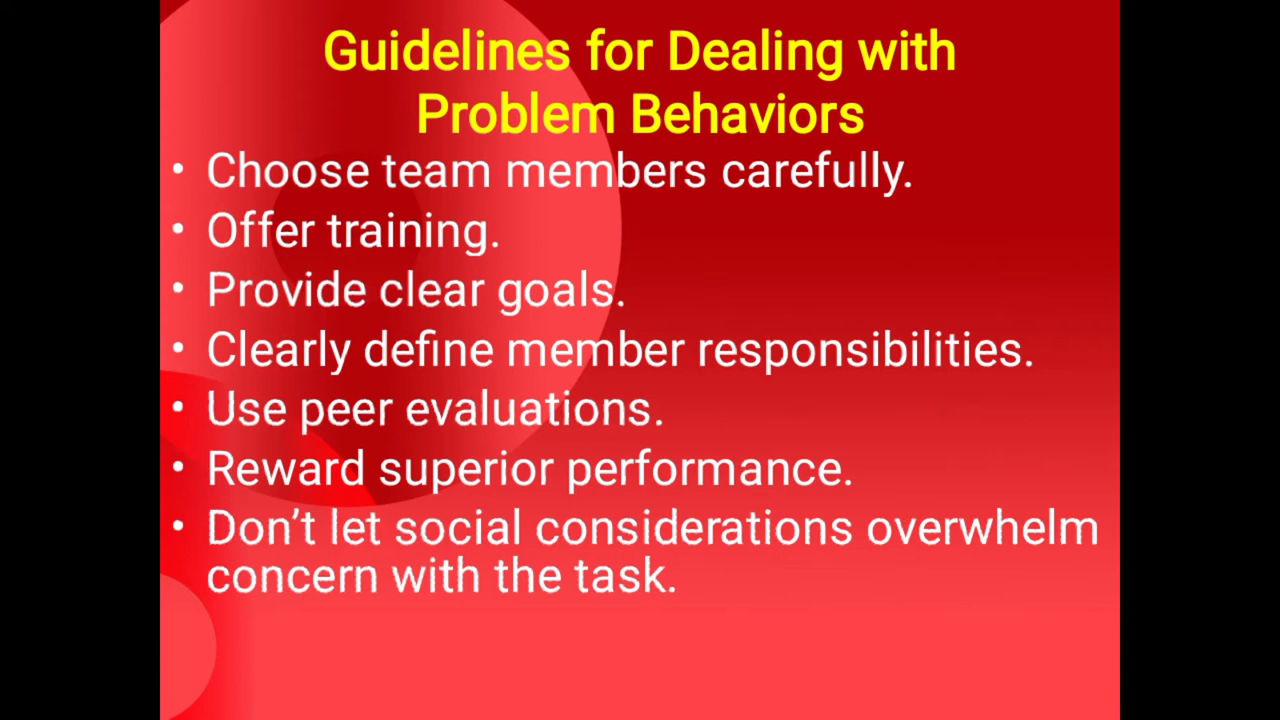 Guidelines for Dealing with
Problem Behaviors
• Choose team members carefully.
• Offer training.
• Provide clear goals.
• Clearly define member responsibilities.
• Use peer evaluations.
• Reward superior performance.
• Don’t let social considerations overwhelm
concern with the task.